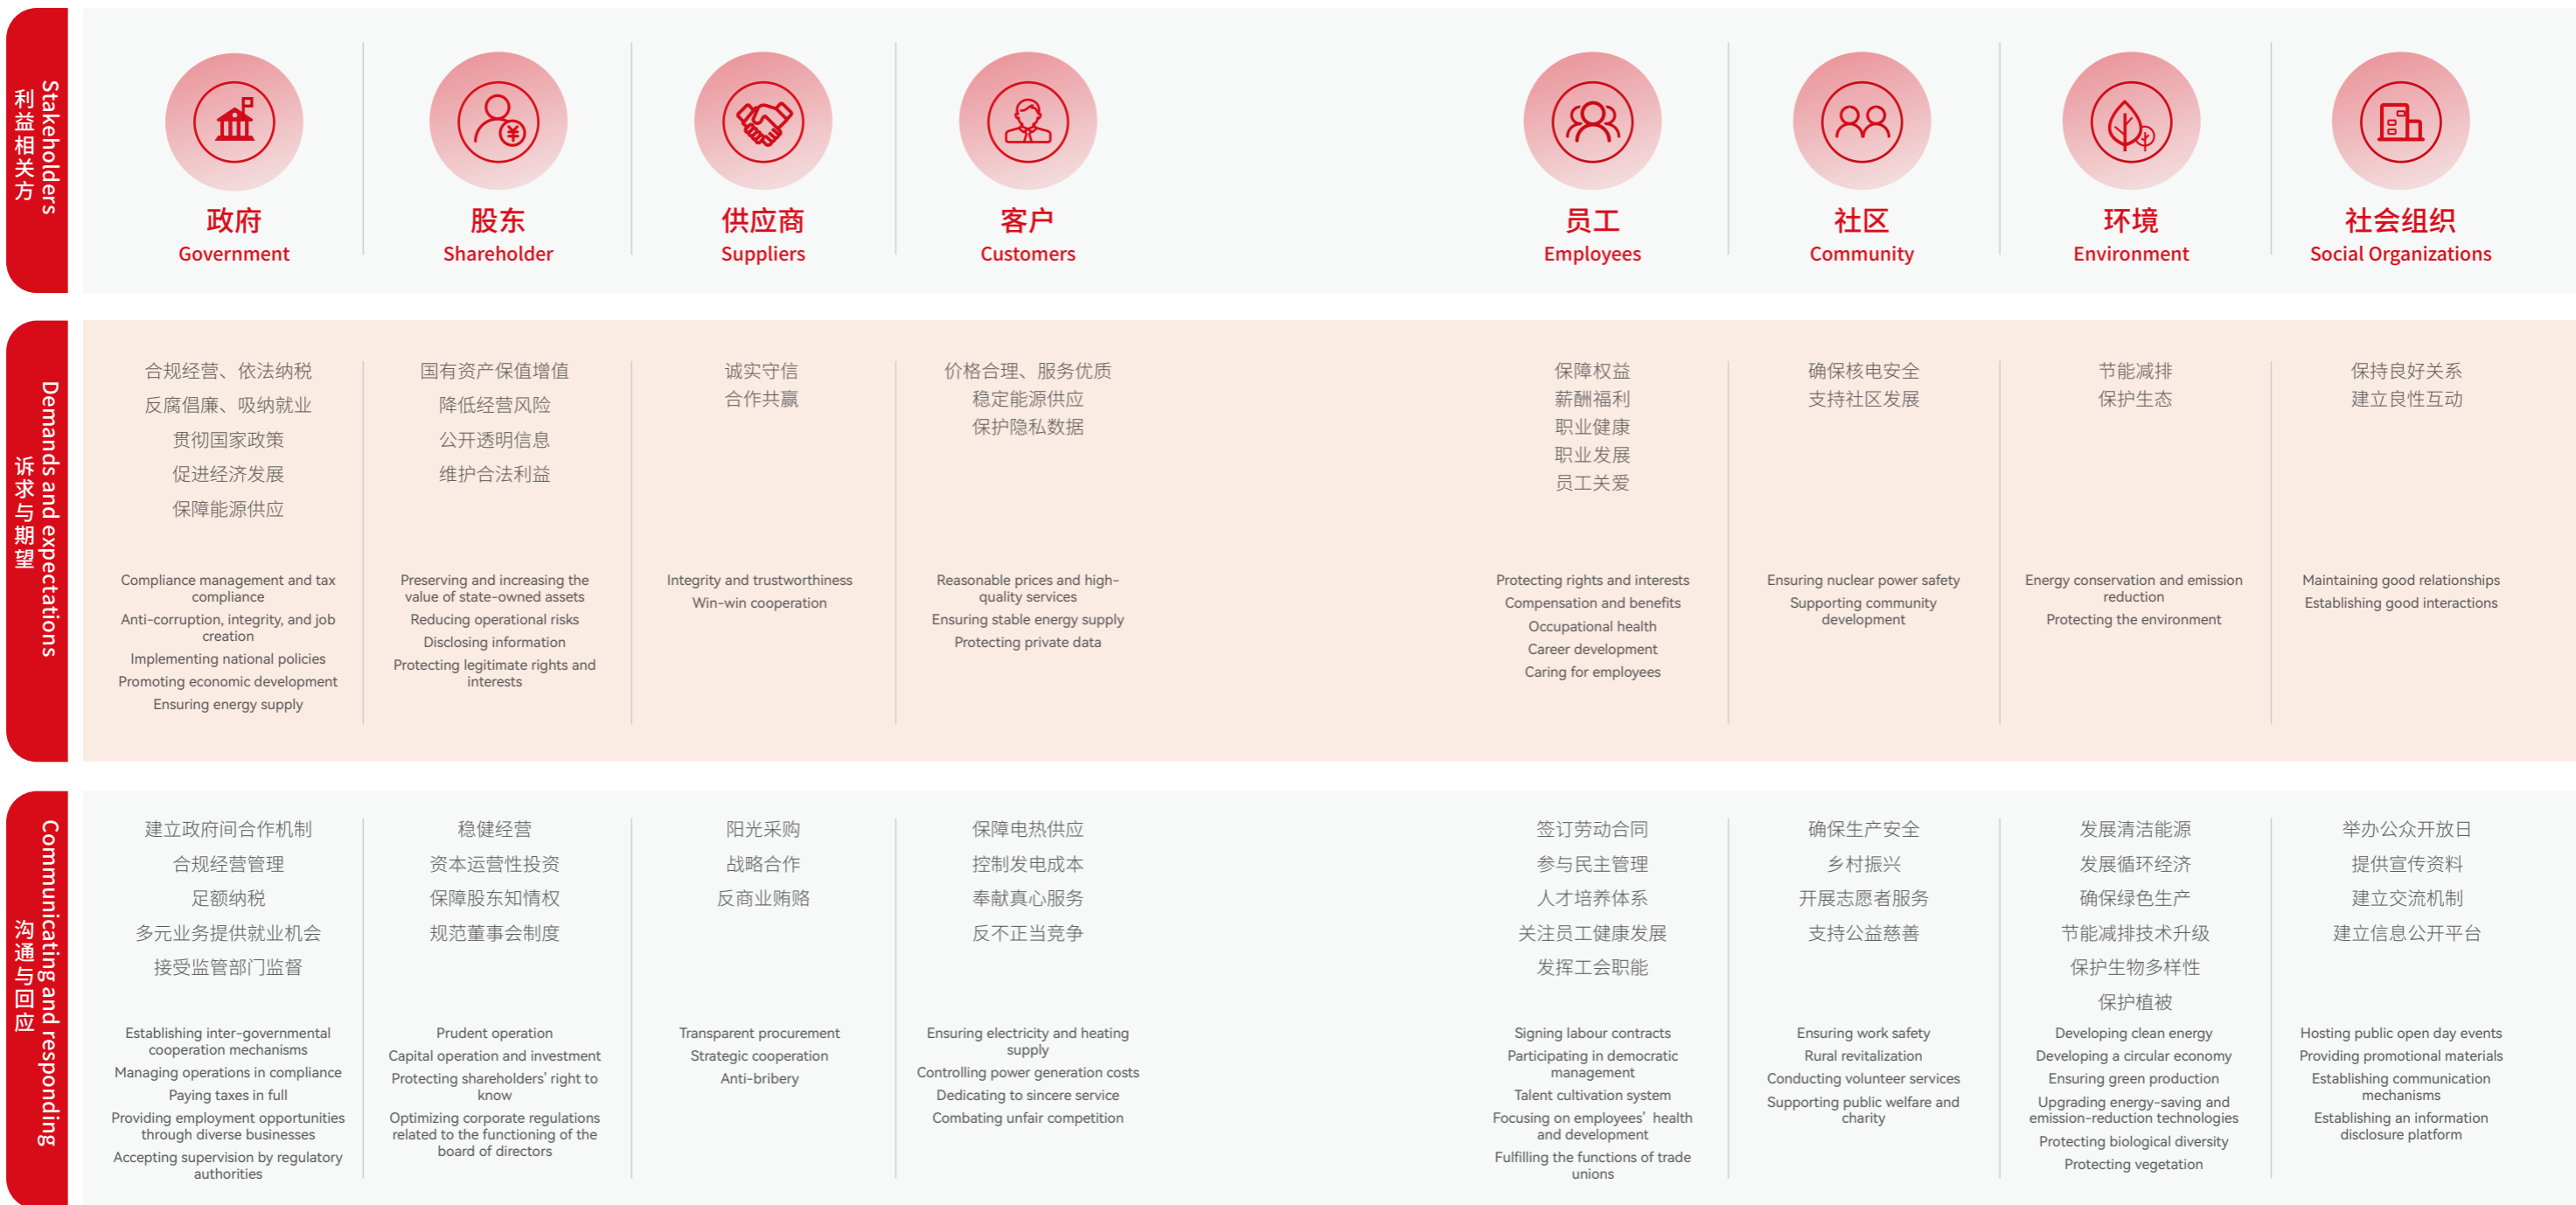 利益相关方
Stakeholders
政府
Government
股东
Shareholder
供应商
Suppliers
客户
Customers
员工
Employees
社区
Community
环境
Environment
社会组织
Social Organizations
诉求与期望
Demands and expectations
合规经营、依法纳税
反腐倡廉、吸纳就业
贯彻国家政策
促进经济发展
保障能源供应
Compliance management and tax
compliance
Anti-corruption, integrity, and job
creation
Implementing national policies
Promoting economic development
Ensuring energy supply
国有资产保值增值
降低经营风险
公开透明信息
维护合法利益
Preserving and increasing the
value of state-owned assets
Reducing operational risks
Disclosing information
Protecting legitimate rights and
interests
诚实守信
合作共赢
Integrity and trustworthiness
Win-win cooperation
价格合理、服务优质
稳定能源供应
保护隐私数据
Reasonable prices and high-
quality services
Ensuring stable energy supply
Protecting private data
保障权益
薪酬福利
职业健康
职业发展
员工关爱
Protecting rights and interests
Compensation and benefits
Occupational health
Career development
Caring for employees
确保核电安全
支持社区发展
Ensuring nuclear power safety
Supporting community
development
节能减排
保护生态
Energy conservation and emission
reduction
Protecting the environment
保持良好关系
建立良性互动
Maintaining good relationships
Establishing good interactions
沟通与回应
Communicating and responding
建立政府间合作机制
合规经营管理
足额纳税
多元业务提供就业机会
接受监管部门监督
Establishing inter-governmental
cooperation mechanisms
Managing operations in compliance
Paying taxes in full
Providing employment opportunities
through diverse businesses
Accepting supervision by regulatory
authorities
稳健经营
资本运营性投资
保障股东知情权
规范董事会制度
Prudent operation
Capital operation and investment
Protecting shareholders' right to
know
Optimizing corporate regulations
related to the functioning of the
board of directors
阳光采购
战略合作
反商业贿赂
Transparent procurement
Strategic cooperation
Anti-bribery
保障电热供应
控制发电成本
奉献真心服务
反不正当竞争
Ensuring electricity and heating
supply
Controlling power generation costs
Dedicating to sincere service
Combating unfair competition
签订劳动合同
参与民主管理
人才培养体系
关注员工健康发展
发挥工会职能
Signing labour contracts
Participating in democratic
management
Talent cultivation system
Focusing on employees' health
and development
Fulfilling the functions of trade
unions
确保生产安全
乡村振兴
开展志愿者服务
支持公益慈善
Ensuring work safety
Rural revitalization
Conducting volunteer services
Supporting public welfare and
charity
发展清洁能源
发展循环经济
确保绿色生产
节能减排技术升级
保护生物多样性
保护植被
Developing clean energy
Developing a circular economy
Ensuring green production
Upgrading energy-saving and
emission-reduction technologies
Protecting biological diversity
Protecting vegetation
举办公众开放日
提供宣传资料
建立交流机制
建立信息公开平台
Hosting public open day events
Providing promotional materials
Establishing communication
mechanisms
Establishing an information
disclosure platform